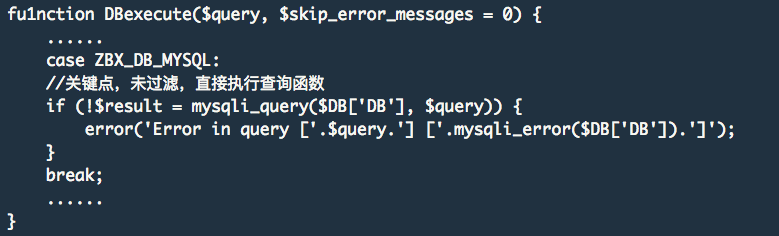 fu1nction DBexecute($query, $skip_error_messages = 0) {
......
case ZBX_DB_MYSQL:
//关键点，未过滤，直接执行查询函数
if (!$result = mysqli_query($DB['DB'], $query)) {
error('Error in query ['.$query.'] ['.mysqli_error($DB['DB']).']');
}
break;
......
}